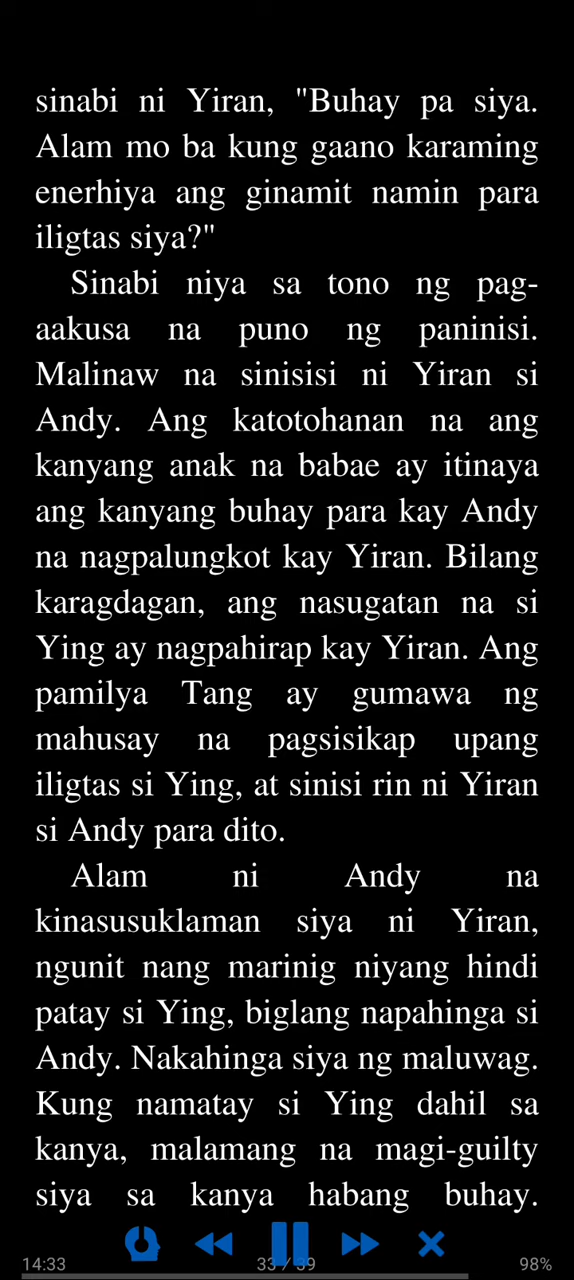 sinabi ni Yiran, "Buhay pa siya.
Alam mo ba kung gaano karaming
enerhiya ang ginamit namin para
iligtas siya?"
Sinabi niya sa tono ng pag-
aakusa na puno ng paninisi.
Malinaw na sinisisi ni Yiran si
Andy. Ang katotohanan na ang
kanyang anak na babae ay itinaya
ang kanyang buhay para kay Andy
na nagpalungkot kay Yiran. Bilang
karagdagan, ang nasugatan na si
Ying ay nagpahirap kay Yiran. Ang
pamilya Tang ay gumawa ng
mahusay na pagsisikap upang
iligtas si Ying, at sinisi rin ni Yiran
si Andy para dito.
Alam ni Andy na
kinasusuklaman siya ni Yiran,
ngunit nang marinig niyang hindi
patay si Ying, biglang napahinga si
Andy. Nakahinga siya ng maluwag.
Kung namatay si Ying dahil sa
kanya, malamang na magi-guilty
siya sa kanya habang buhay.
14:33 33 / 39 98%